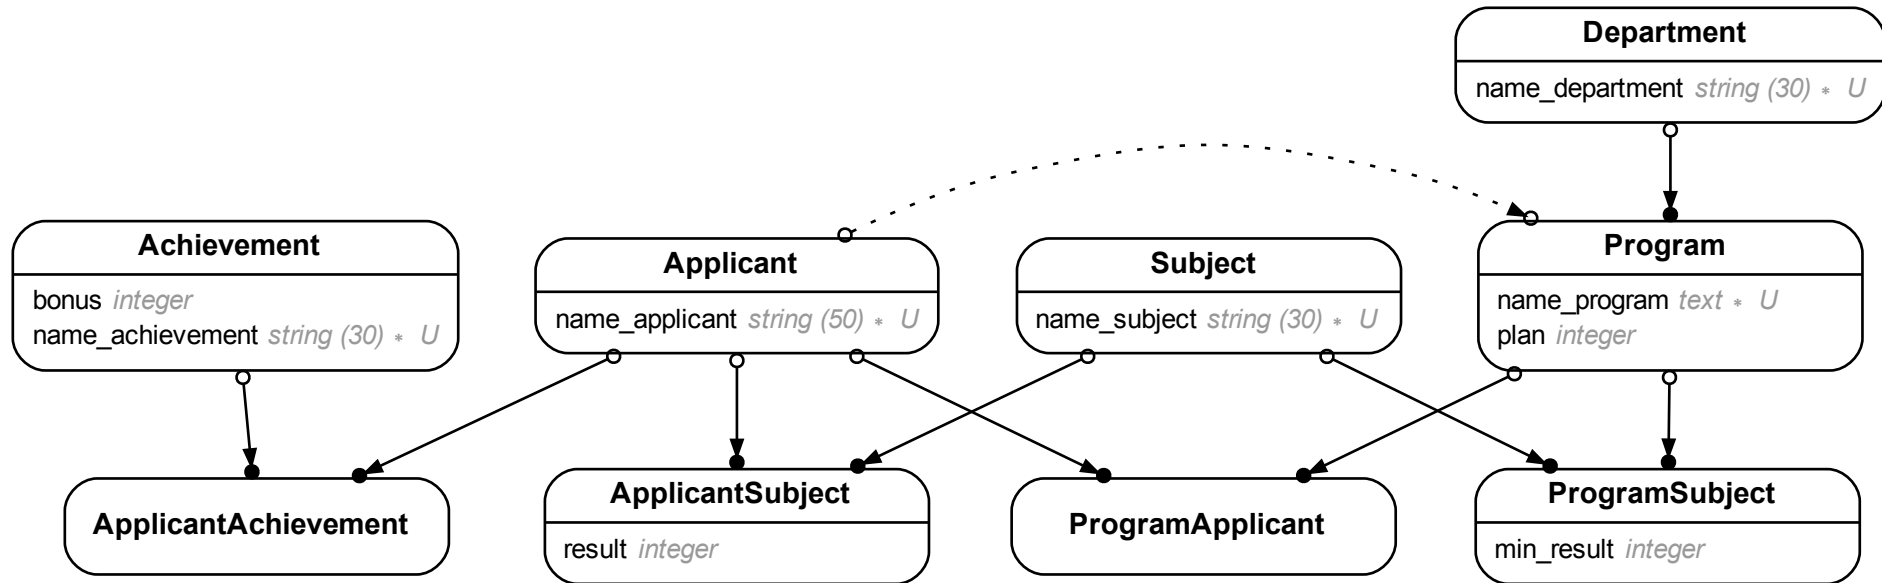 Department
name_department string (30) * U
Achievement
bonus integer
name_achievement string (30) * U
Applicant
name_applicant string (50) * U
Subject
name_subject string (30) * U
Program
name_program text * U
plan integer
ApplicantAchievement
ApplicantSubject
result integer
ProgramApplicant
ProgramSubject
min_result integer